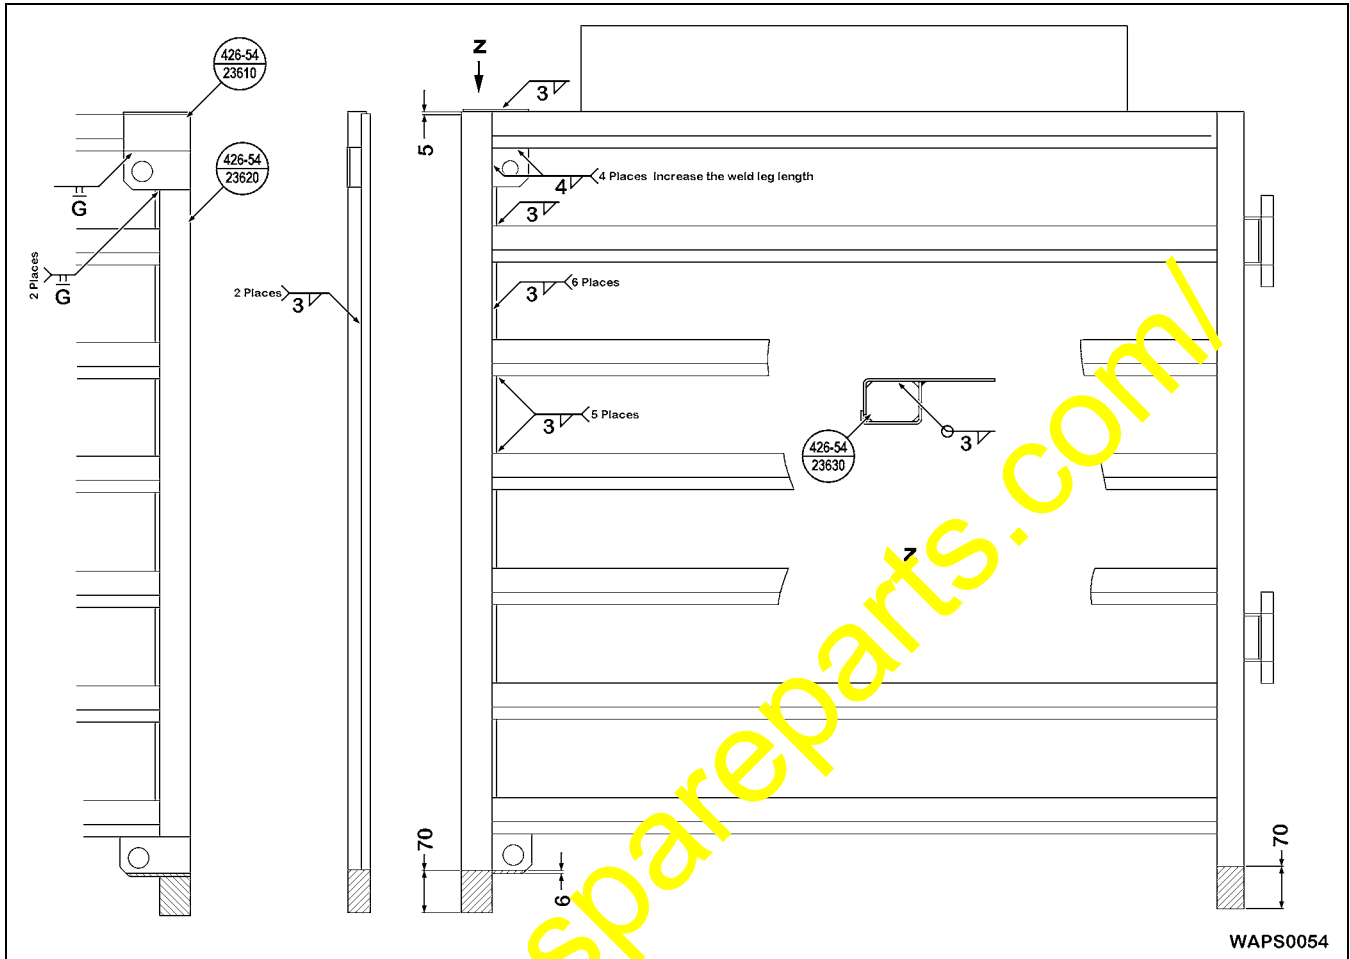 426-54
23610
Z
3
5
426-54
23620
4
4 Places Increase the weld leg length
G
3
2 Places
G
2 Places
3
3
6 Places
3
5 Places
426-54
23630
3
Z
70
6
70
spareparts.com/
WAPS0054